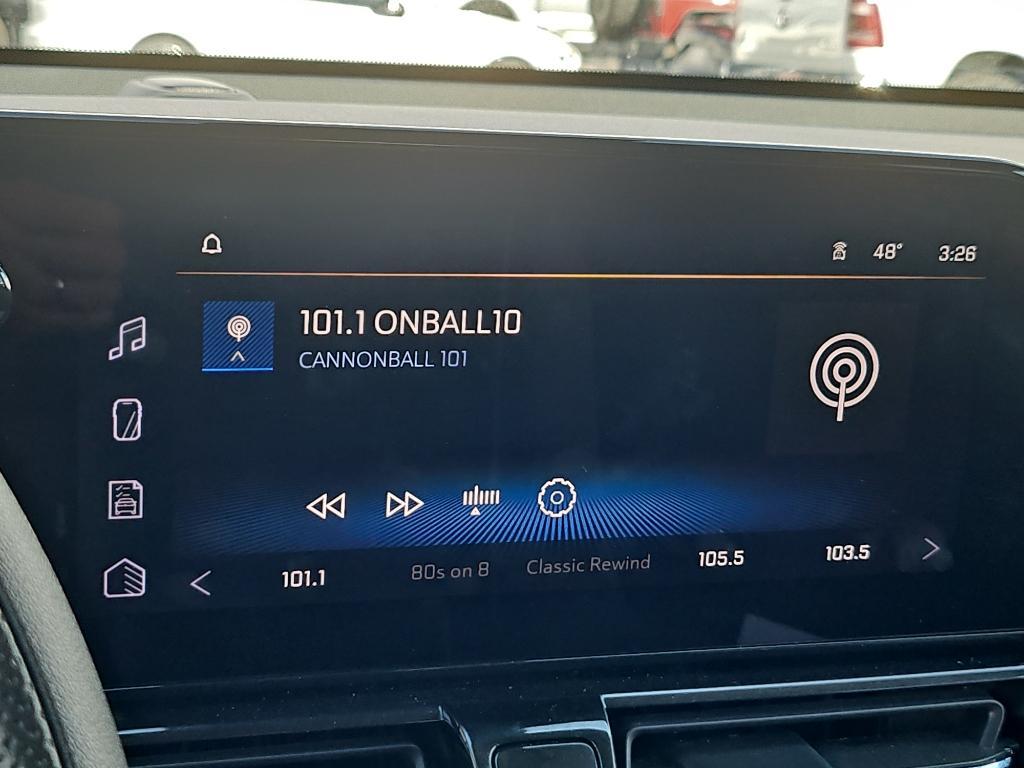 48° 3:26
101.1 ONBALL10
CANNONBALL 101
101.1 80s on 8 Classic Rewind 105.5 103.5